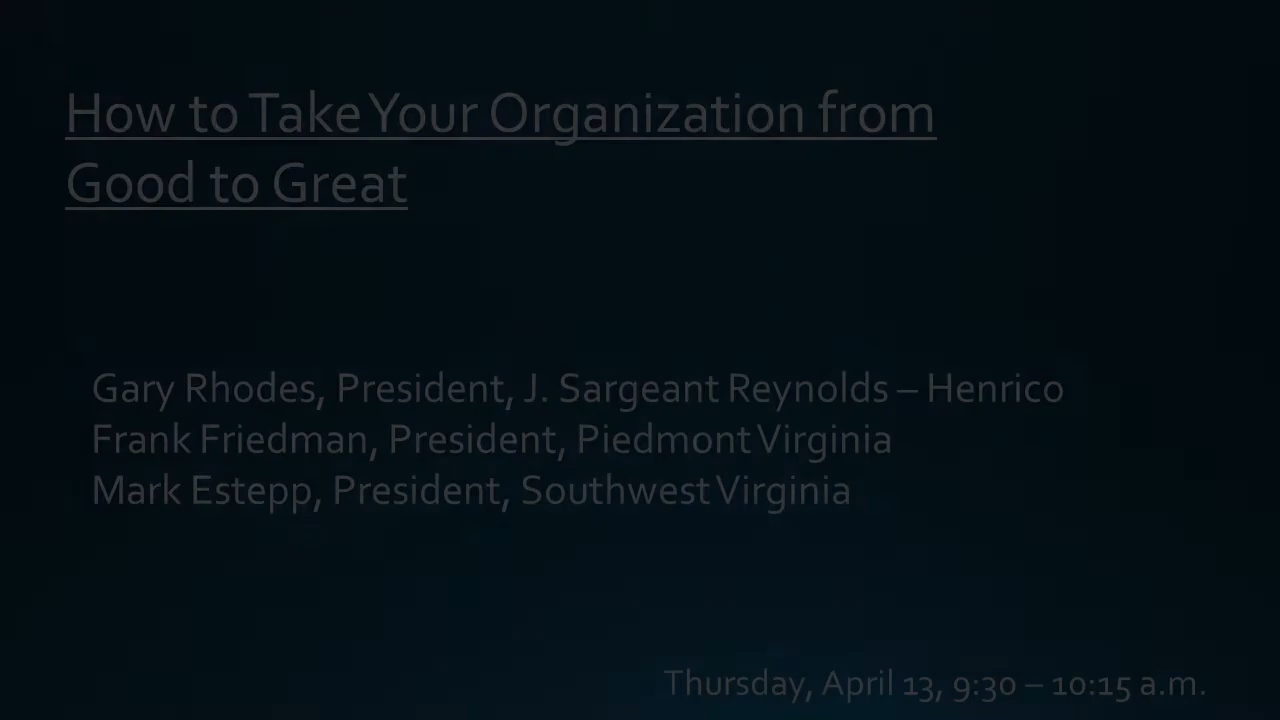 How to Take Your Organization from
Good to Great
Gary Rhodes, President, J. Sargeant Reynolds – Henrico
Frank Friedman, President, Piedmont Virginia
Mark Estepp, President, Southwest Virginia
Thursday, April 13, 9:30 – 10:15 a.m.